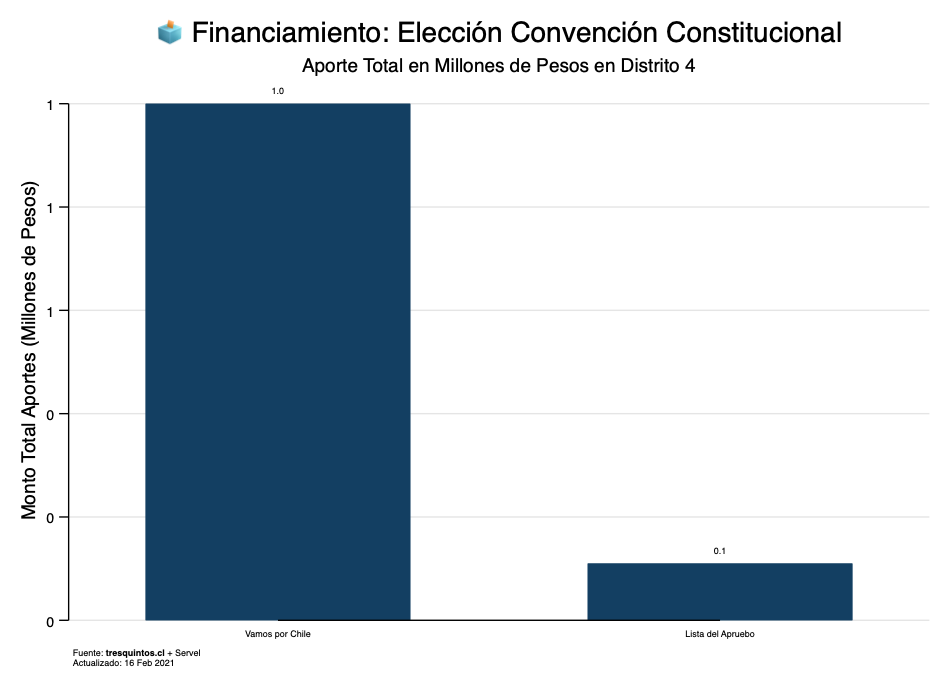 Financiamiento: Elección Convención Constitucional
Aporte Total en Millones de Pesos en Distrito 4
Monto Total Aportes (Millones de Pesos)
1
1
1
0
0
0
1.0
0.1
Vamos por Chile
Lista del Apruebo
Fuente: tresquintos.cl + Servel
Actualizado: 16 Feb 2021